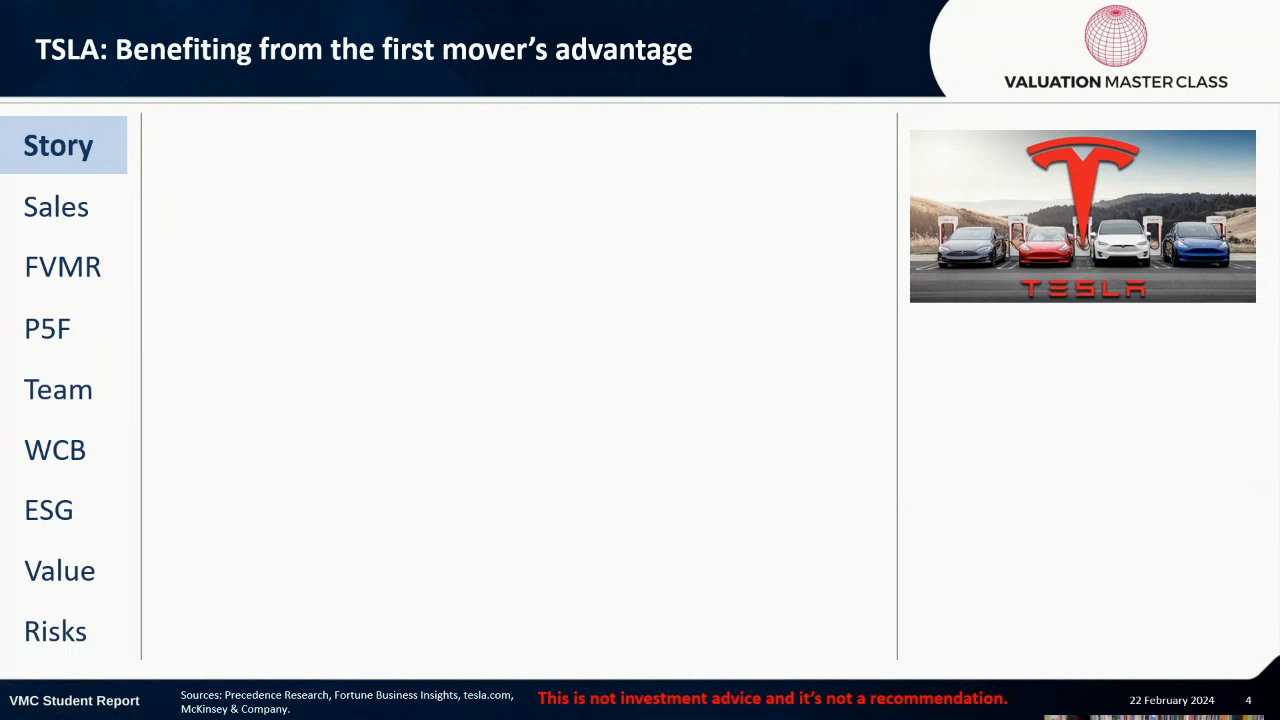 TSLA: Benefiting from the first mover's advantage
VALUATION MASTER CLASS
Story
Sales
FVMR
P5F
Team
WCB
ESG
Value
Risks
TESLA
VMC Student Report
Sources: Precedence Research, Fortune Business Insights, tesla.com,
McKinsey & Company.
This is not investment advice and it's not a recommendation.
22 February 2024
4